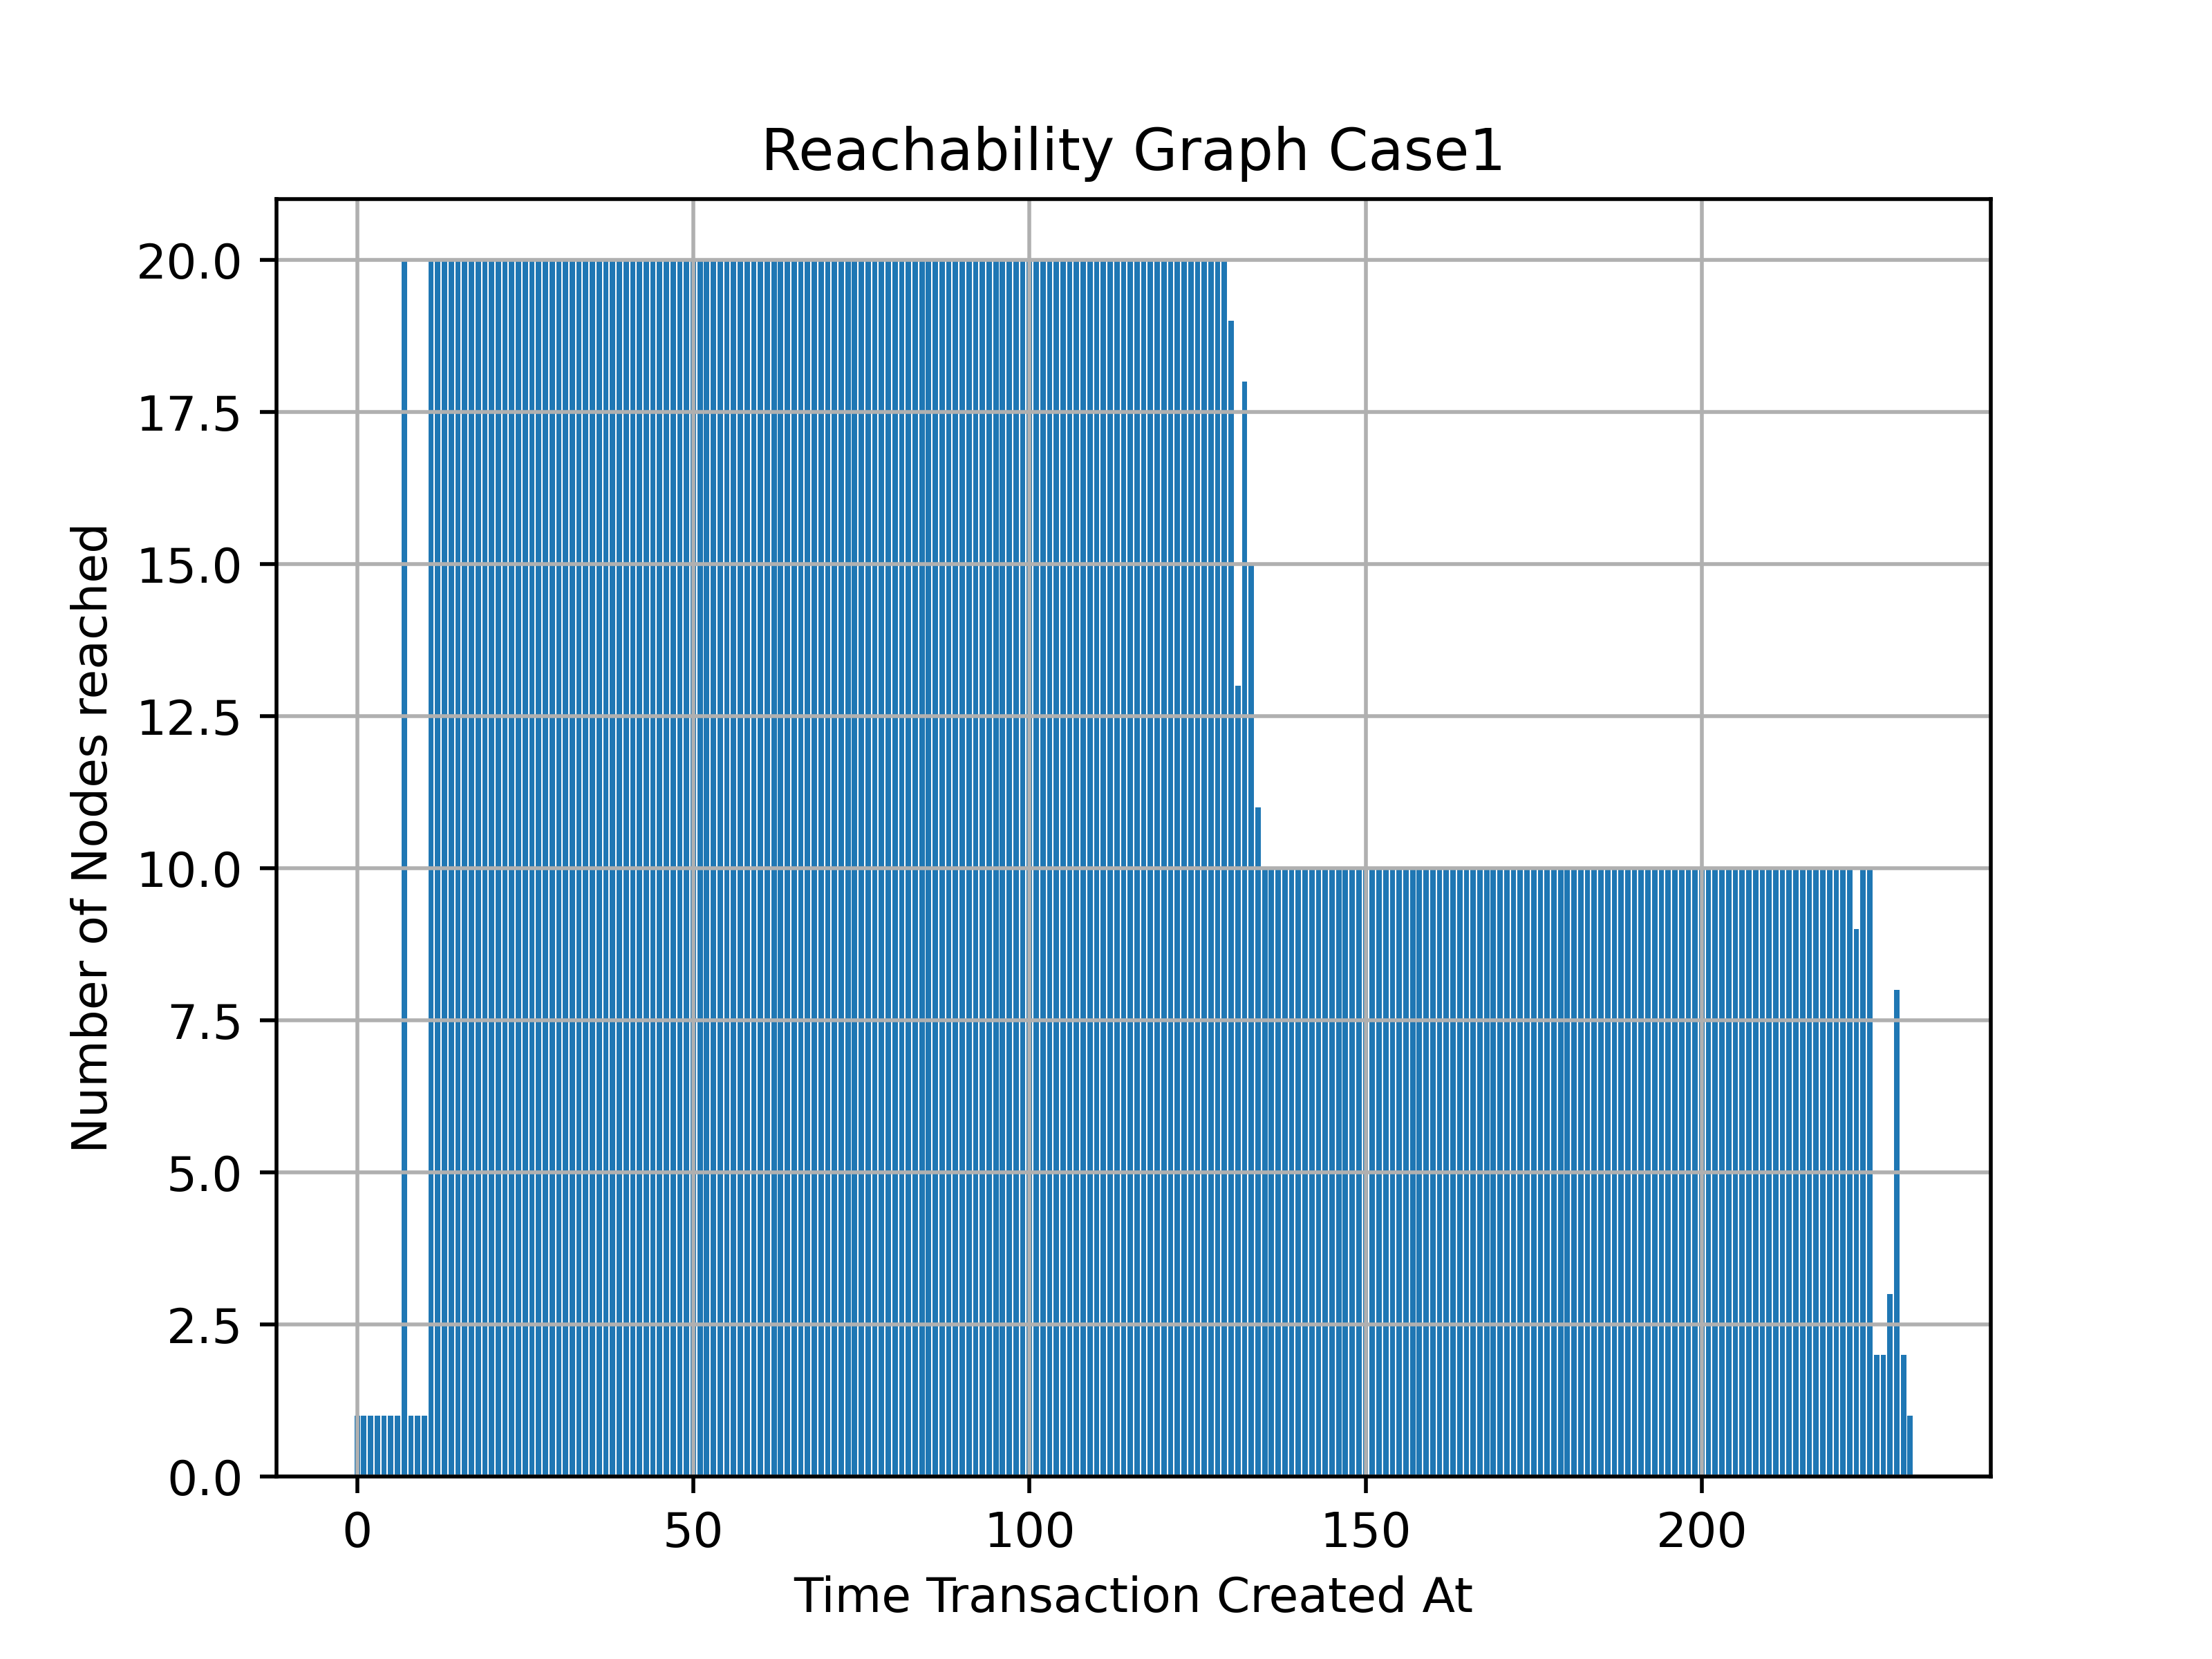 Reachability Graph Case1
20.0
17.5
15.0
12.5
10.0
7.5
5.0
2.5
0.0
Number of Nodes reached
0 50 100 150 200
Time Transaction Created At